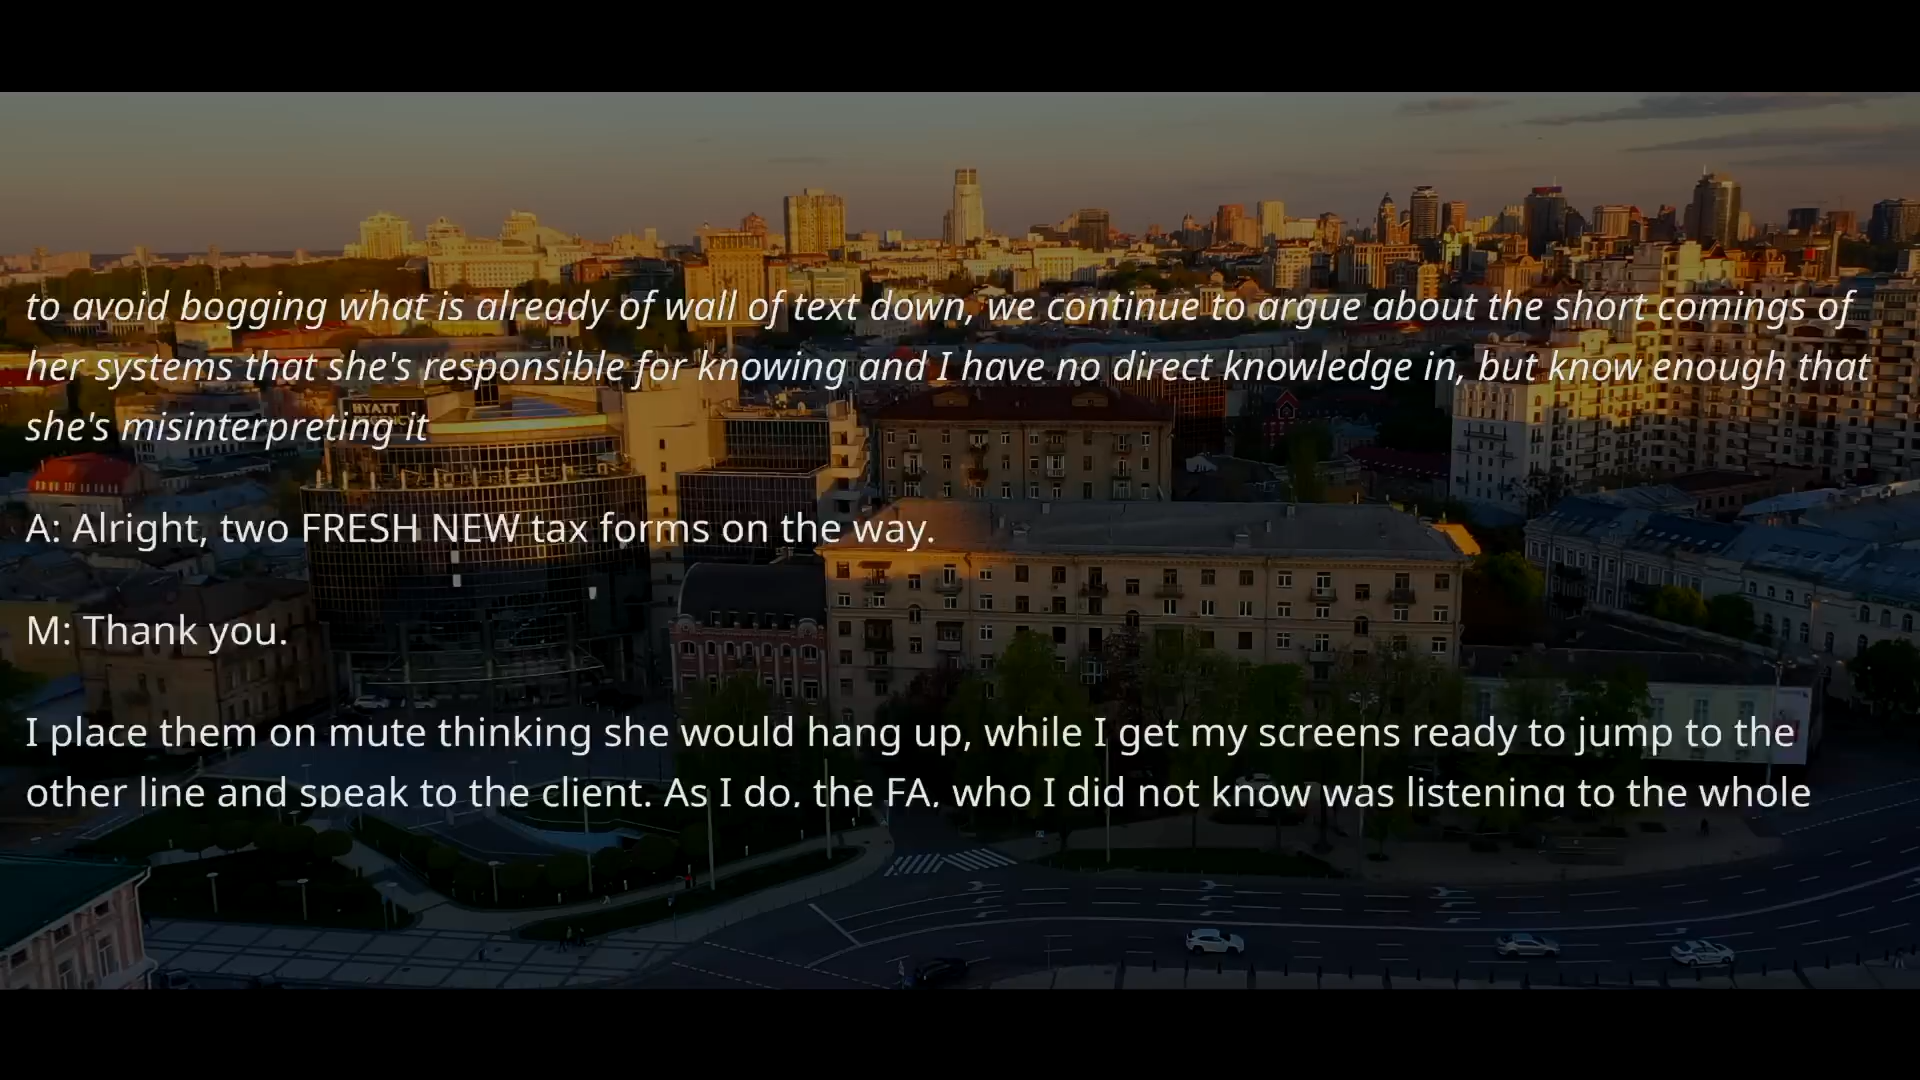 to avoid bogging what is already of wall of text down, we continue to argue about the short comings of
her systems that she's responsible for knowing and I have no direct knowledge in, but know enough that
she's misinterpreting it
HYATT
A: Alright, two FRESH NEW tax forms on the way.
M: Thank you.
I place them on mute thinking she would hang up, while I get my screens ready to jump to the
other line and speak to the client. As I do, the FA, who I did not know was listening to the whole